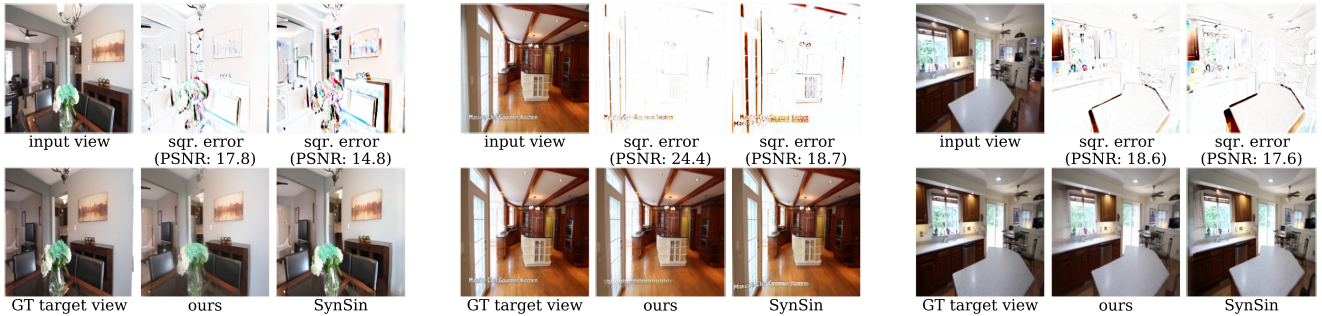 input view
sqr. error
(PSNR: 17.8)
sqr. error
(PSNR: 14.8)
input view
sqr. error
(PSNR: 24.4)
sqr. error
(PSNR: 18.7)
input view
sqr. error
(PSNR: 18.6)
sqr. error
(PSNR: 17.6)
GT target view
ours
SynSin
GT target view
ours
SynSin
GT target view
ours
SynSin